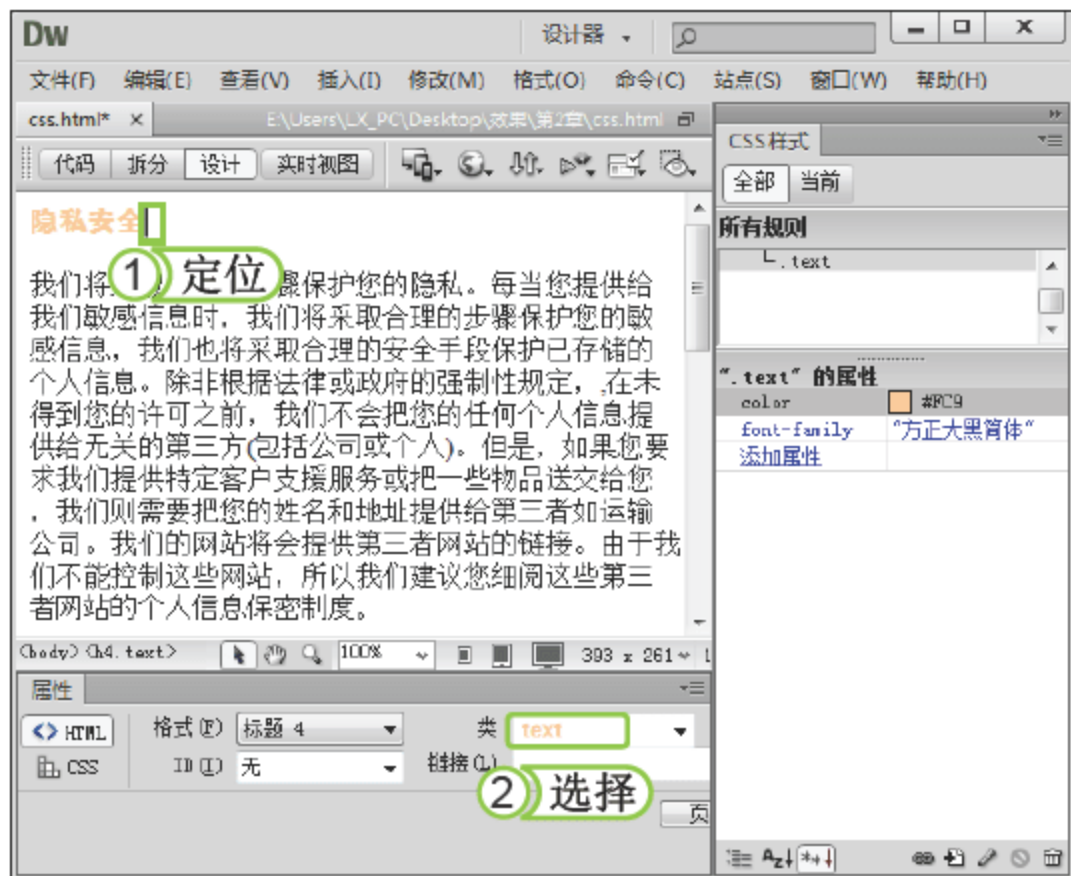 Dw
设计器
文件(F) 编辑(E) 查看(V) 插入(I) 修改(M) 格式(O) 命令(C) 站点(S) 窗口(W) 帮助(H)
css.html* × E:\Users\LX_PC\Desktop\效果\第2章\css.html
代码 拆分 设计 实时视图
隐私安全
① 定位
我们将 骤保护您的隐私。每当您提供给
我们敏感信息时，我们将采取合理的步骤保护您的敏
感信息，我们也将采取合理的安全手段保护已存储的
个人信息。除非根据法律或政府的强制性规定，在未
得到您的许可之前，我们不会把您的任何个人信息提
供给无关的第三方(包括公司或个人)。但是，如果您要
求我们提供特定客户支援服务或把一些物品送交给您
，我们则需要把您的姓名和地址提供给第三者如运输
公司。我们的网站将会提供第三者网站的链接。由于我
们不能控制这些网站，所以我们建议您细阅这些第三
者网站的个人信息保密制度。
<body> <h4.text> 100% 393 x 261
属性
HTML 格式(F) 标题 4 类 text
CSS ID(I) 无 链接(L)
② 选择
页
CSS样式
全部 当前
所有规则
.text
".text" 的属性
color #FC9
font-family "方正大黑简体"
添加属性